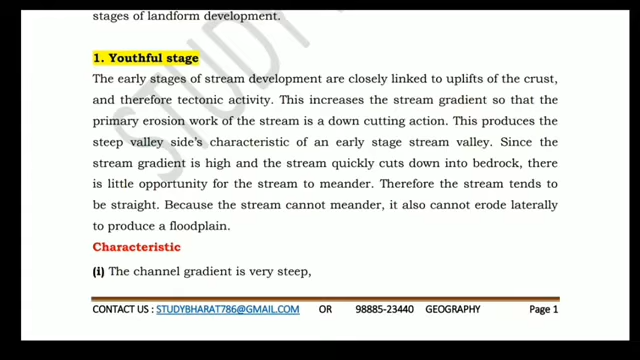 stages of landform development.
1. Youthful stage
The early stages of stream development are closely linked to uplifts of the crust,
and therefore tectonic activity. This increases the stream gradient so that the
primary erosion work of the stream is a down cutting action. This produces the
steep valley side's characteristic of an early stage stream valley. Since the
stream gradient is high and the stream quickly cuts down into bedrock, there
is little opportunity for the stream to meander. Therefore the stream tends to
be straight. Because the stream cannot meander, it also cannot erode laterally
to produce a floodplain.
Characteristic
(i) The channel gradient is very steep,
CONTACT US : STUDYBHARAT786@GMAIL.COM OR 98885-23440 GEOGRAPHY Page 1